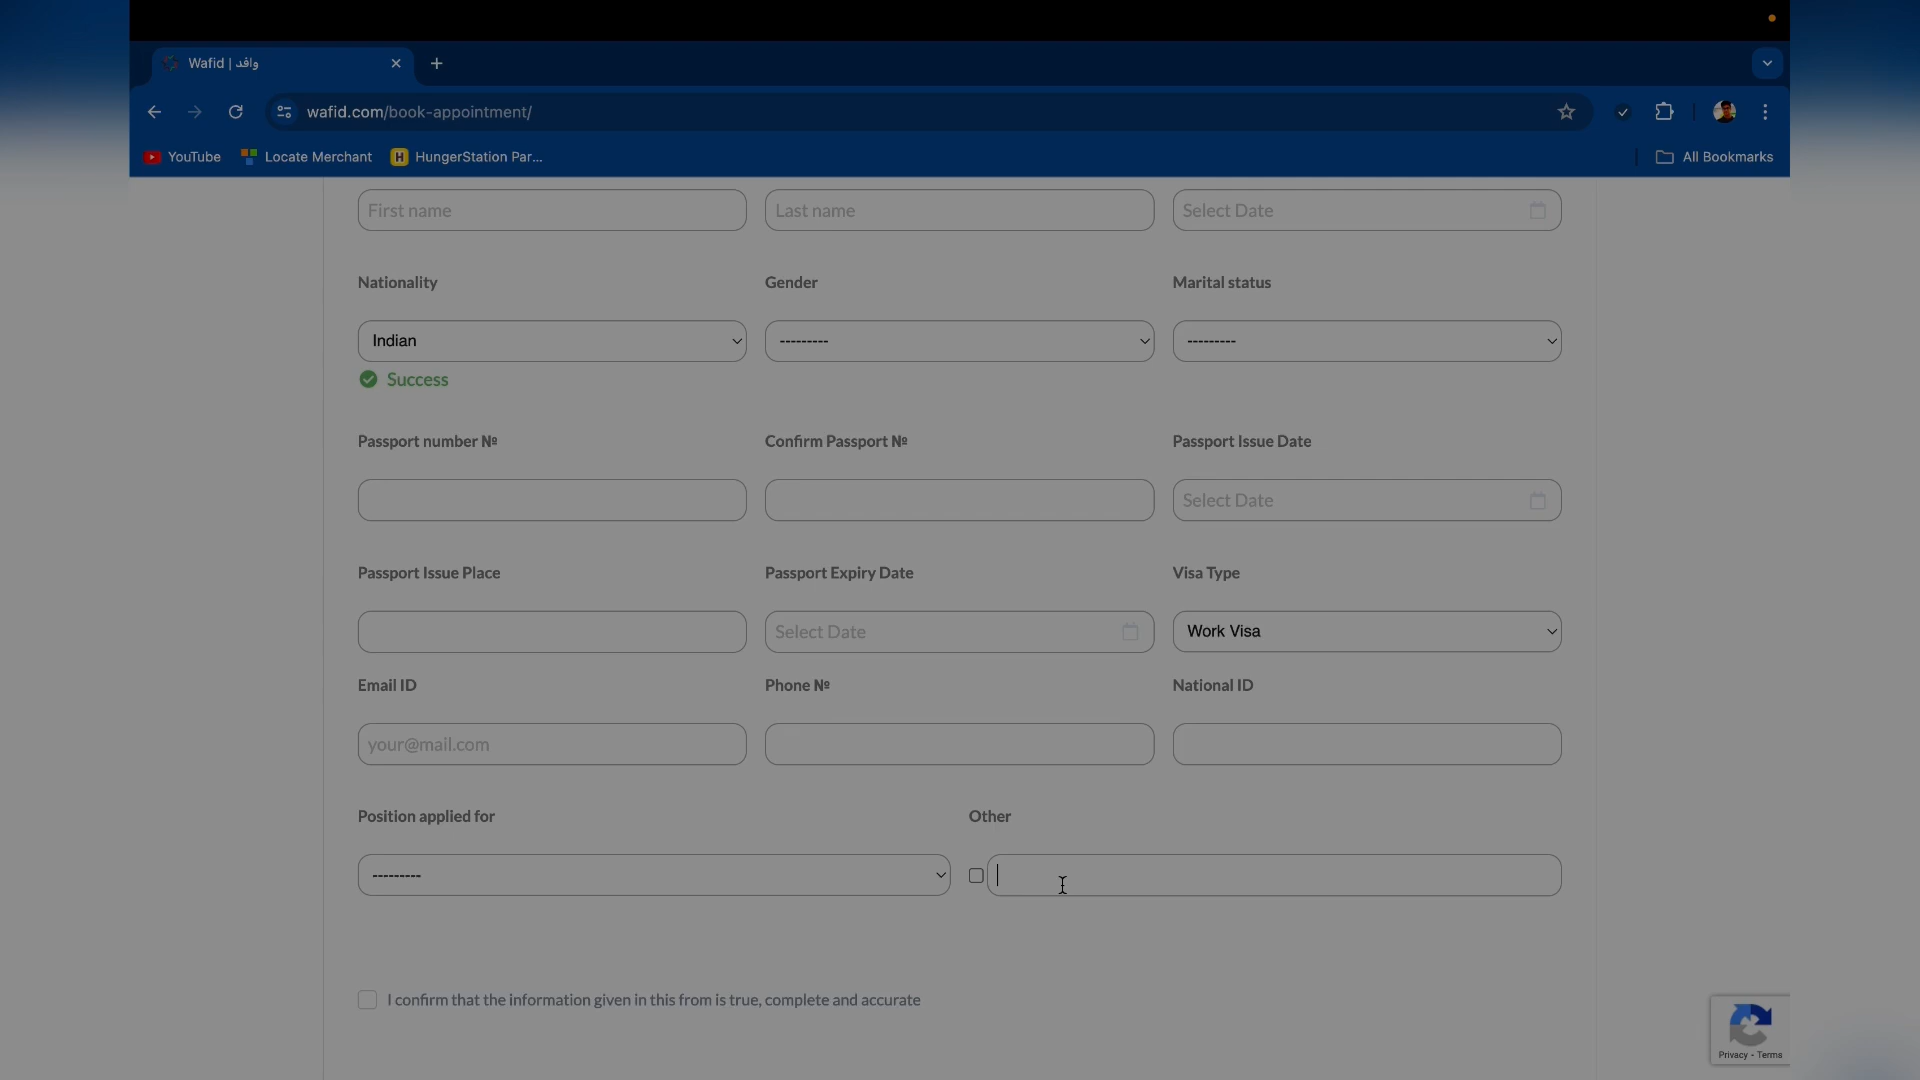 Wafid | وافد
wafid.com/book-appointment/
YouTube
Locate Merchant
H
HungerStation Par...
All Bookmarks
First name
Last name
Select Date
Nationality
Gender
Marital status
Indian
---------
---------
Success
Passport number №
Confirm Passport №
Passport Issue Date
Select Date
Passport Issue Place
Passport Expiry Date
Visa Type
Select Date
Work Visa
Email ID
Phone №
National ID
your@mail.com
Position applied for
Other
---------
I confirm that the information given in this from is true, complete and accurate
Privacy - Terms